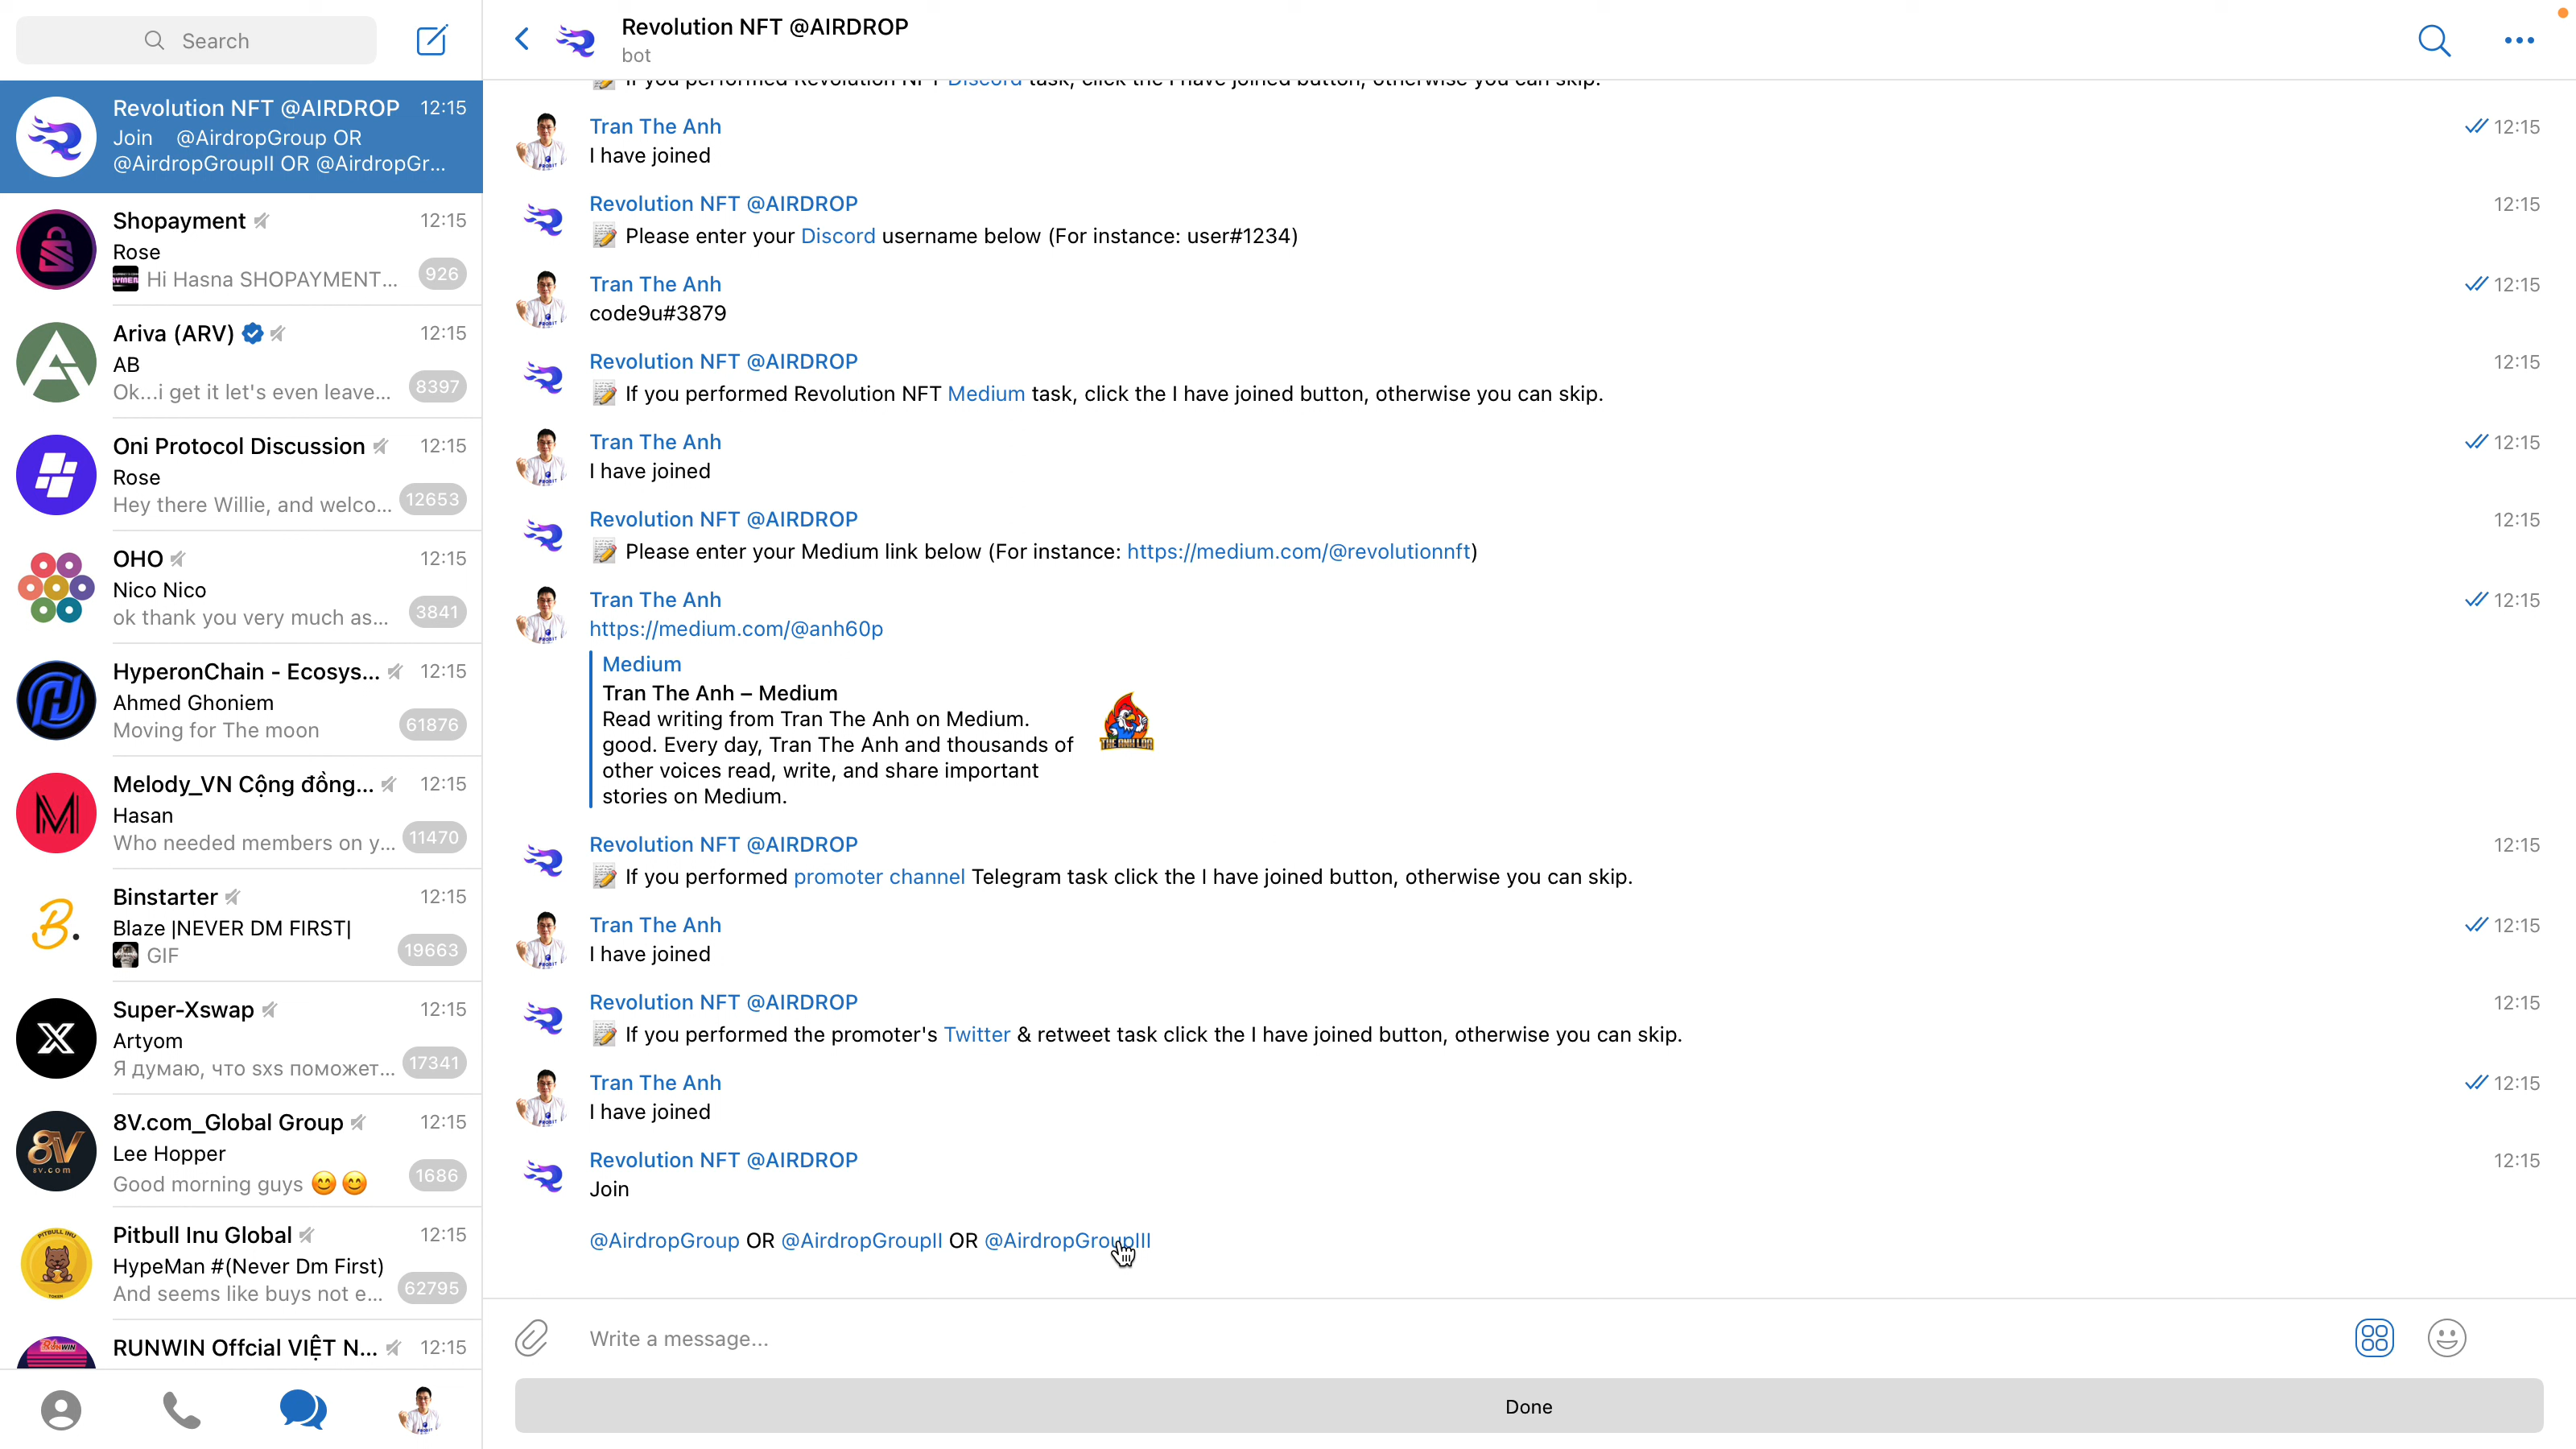 Search
Revolution NFT @AIRDROP 12:15
Join @AirdropGroup OR
@AirdropGroupII OR @AirdropGr...
Shopayment 12:15
Rose
Hi Hasna SHOPAYMENT... 926
Ariva (ARV) 12:15
AB
Ok...i get it let's even leave... 8397
Oni Protocol Discussion 12:15
Rose
Hey there Willie, and welco... 12653
OHO 12:15
Nico Nico
ok thank you very much as... 3841
HyperonChain - Ecosys... 12:15
Ahmed Ghoniem
Moving for The moon 61876
Melody_VN Cộng đồng... 12:15
Hasan
Who needed members on y... 11470
Binstarter 12:15
Blaze |NEVER DM FIRST|
GIF 19663
Super-Xswap 12:15
Artyom
Я думаю, что sxs поможет... 17341
8V.com_Global Group 12:15
Lee Hopper
Good morning guys 😊 😊 1686
Pitbull Inu Global 12:15
HypeMan #(Never Dm First)
And seems like buys not e... 62795
RUNWIN Offcial VIỆT N... 12:15
Revolution NFT @AIRDROP
bot
If you performed Revolution NFT Discord task, click the I have joined button, otherwise you can skip.
Tran The Anh 12:15
I have joined
Revolution NFT @AIRDROP 12:15
📝 Please enter your Discord username below (For instance: user#1234)
Tran The Anh 12:15
code9u#3879
Revolution NFT @AIRDROP 12:15
📝 If you performed Revolution NFT Medium task, click the I have joined button, otherwise you can skip.
Tran The Anh 12:15
I have joined
Revolution NFT @AIRDROP 12:15
📝 Please enter your Medium link below (For instance: https://medium.com/@revolutionnft)
Tran The Anh 12:15
https://medium.com/@anh60p
Medium
Tran The Anh – Medium
Read writing from Tran The Anh on Medium.
good. Every day, Tran The Anh and thousands of
other voices read, write, and share important
stories on Medium.
THE ANH LOA
Revolution NFT @AIRDROP 12:15
📝 If you performed promoter channel Telegram task click the I have joined button, otherwise you can skip.
Tran The Anh 12:15
I have joined
Revolution NFT @AIRDROP 12:15
📝 If you performed the promoter's Twitter & retweet task click the I have joined button, otherwise you can skip.
Tran The Anh 12:15
I have joined
Revolution NFT @AIRDROP 12:15
Join
@AirdropGroup OR @AirdropGroupII OR @AirdropGroupIII
Write a message...
Done